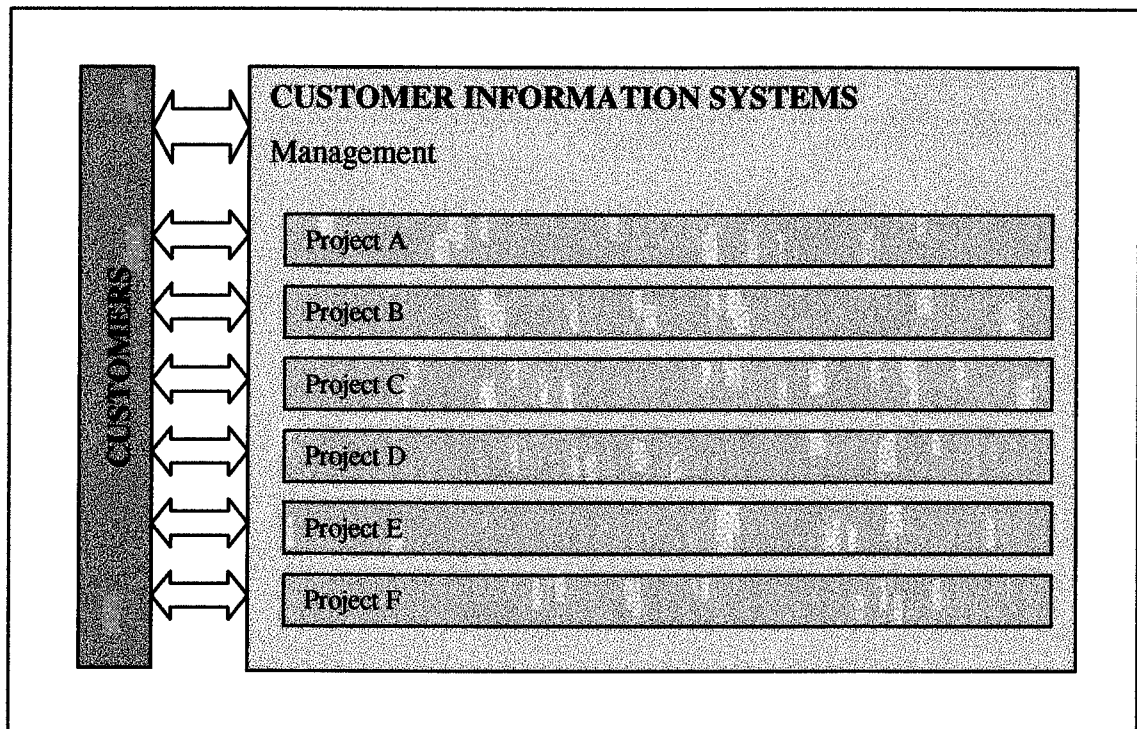 CUSTOMERS
CUSTOMER INFORMATION SYSTEMS
Management
Project A
Project B
Project C
Project D
Project E
Project F